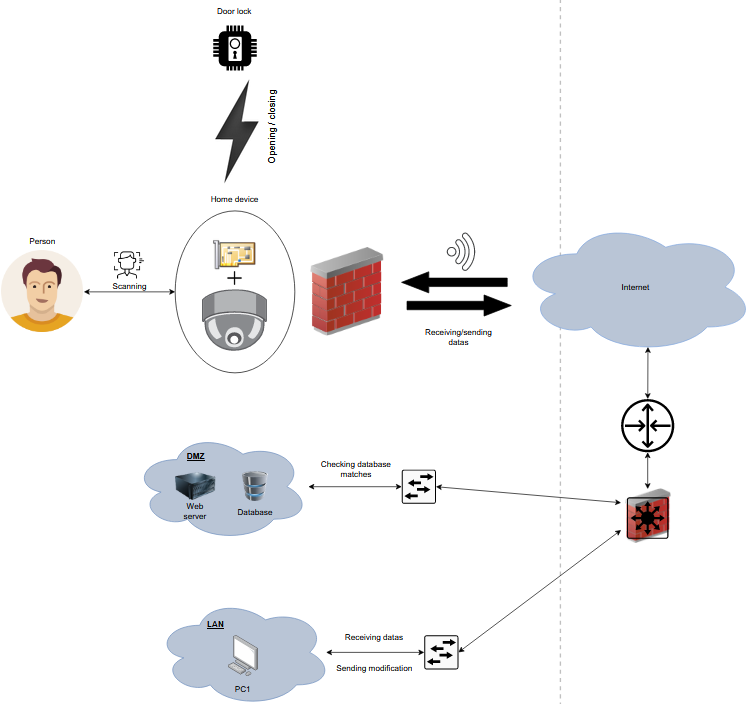 Door lock
Opening / closing
Home device
Person
Scanning
Internet
Receiving/sending
datas
DMZ
Web
server
Database
Checking database
matches
LAN
PC1
Receiving datas
Sending modification